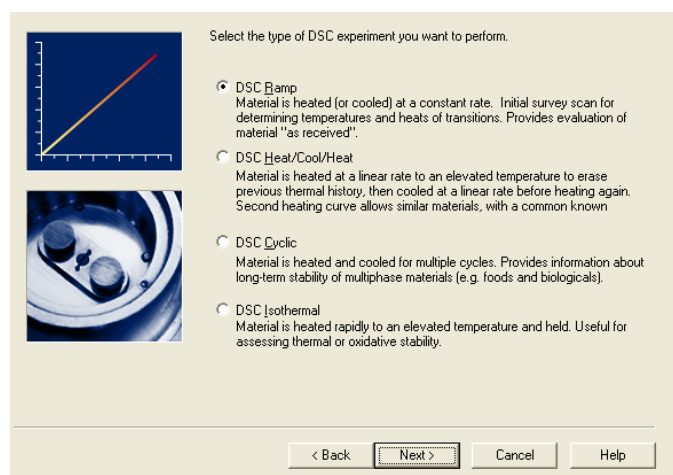 Select the type of DSC experiment you want to perform.
DSC Ramp
Material is heated (or cooled) at a constant rate. Initial survey scan for
determining temperatures and heats of transitions. Provides evaluation of
material "as received".
DSC Heat/Cool/Heat
Material is heated at a linear rate to an elevated temperature to erase
previous thermal history, then cooled at a linear rate before heating again.
Second heating curve allows similar materials, with a common known
DSC Cyclic
Material is heated and cooled for multiple cycles. Provides information about
long-term stability of multiphase materials (e.g. foods and biologicals).
DSC Isothermal
Material is heated rapidly to an elevated temperature and held. Useful for
assessing thermal or oxidative stability.
< Back Next > Cancel Help